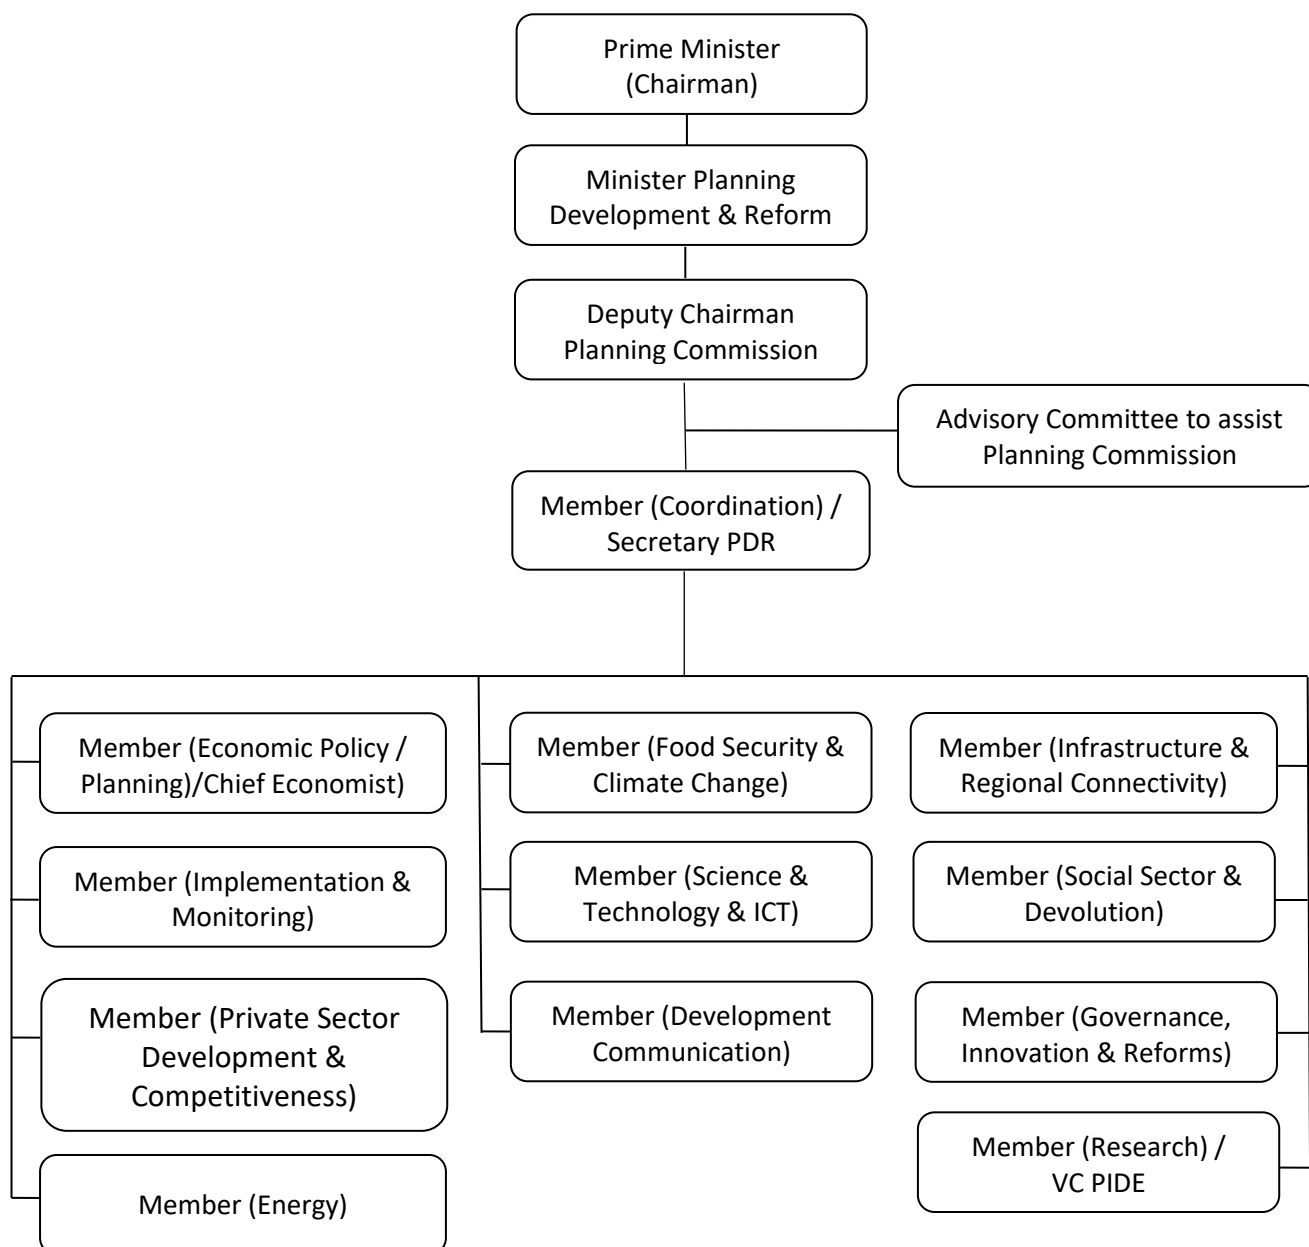 Prime Minister
(Chairman)
Minister Planning
Development & Reform
Deputy Chairman
Planning Commission
Advisory Committee to assist
Planning Commission
Member (Coordination) /
Secretary PDR
Member (Economic Policy /
Planning)/Chief Economist)
Member (Implementation &
Monitoring)
Member (Private Sector
Development &
Competitiveness)
Member (Energy)
Member (Food Security &
Climate Change)
Member (Science &
Technology & ICT)
Member (Development
Communication)
Member (Infrastructure &
Regional Connectivity)
Member (Social Sector &
Devolution)
Member (Governance,
Innovation & Reforms)
Member (Research) /
VC PIDE